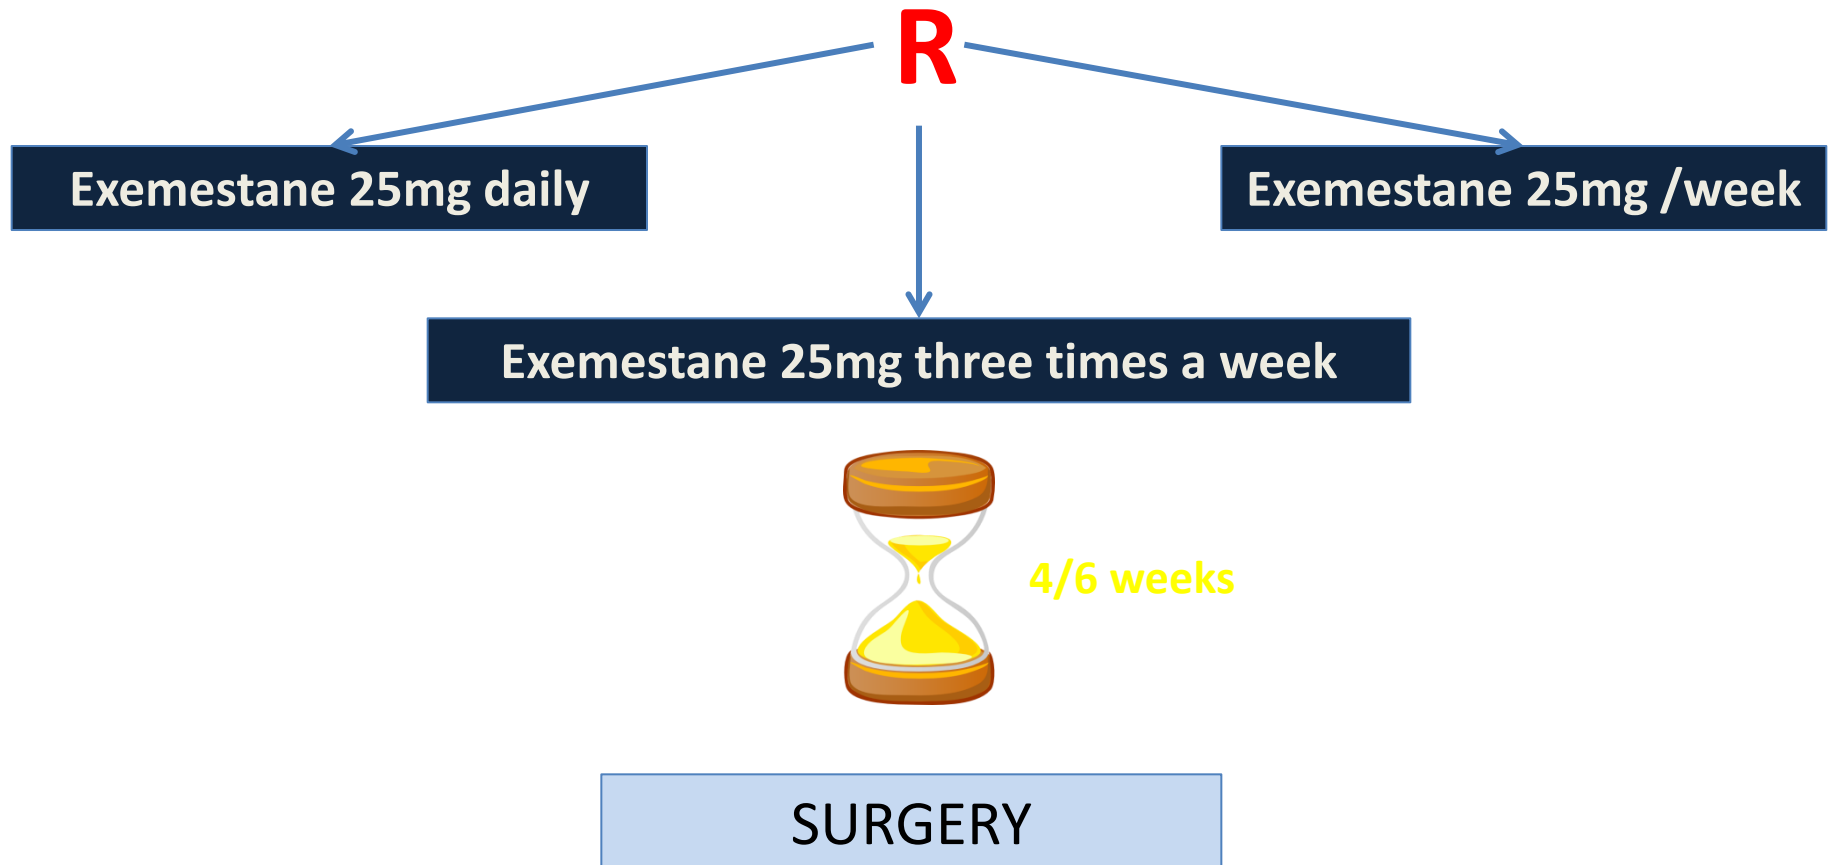 R
Exemestane 25mg daily
Exemestane 25mg /week
Exemestane 25mg three times a week
4/6 weeks
SURGERY